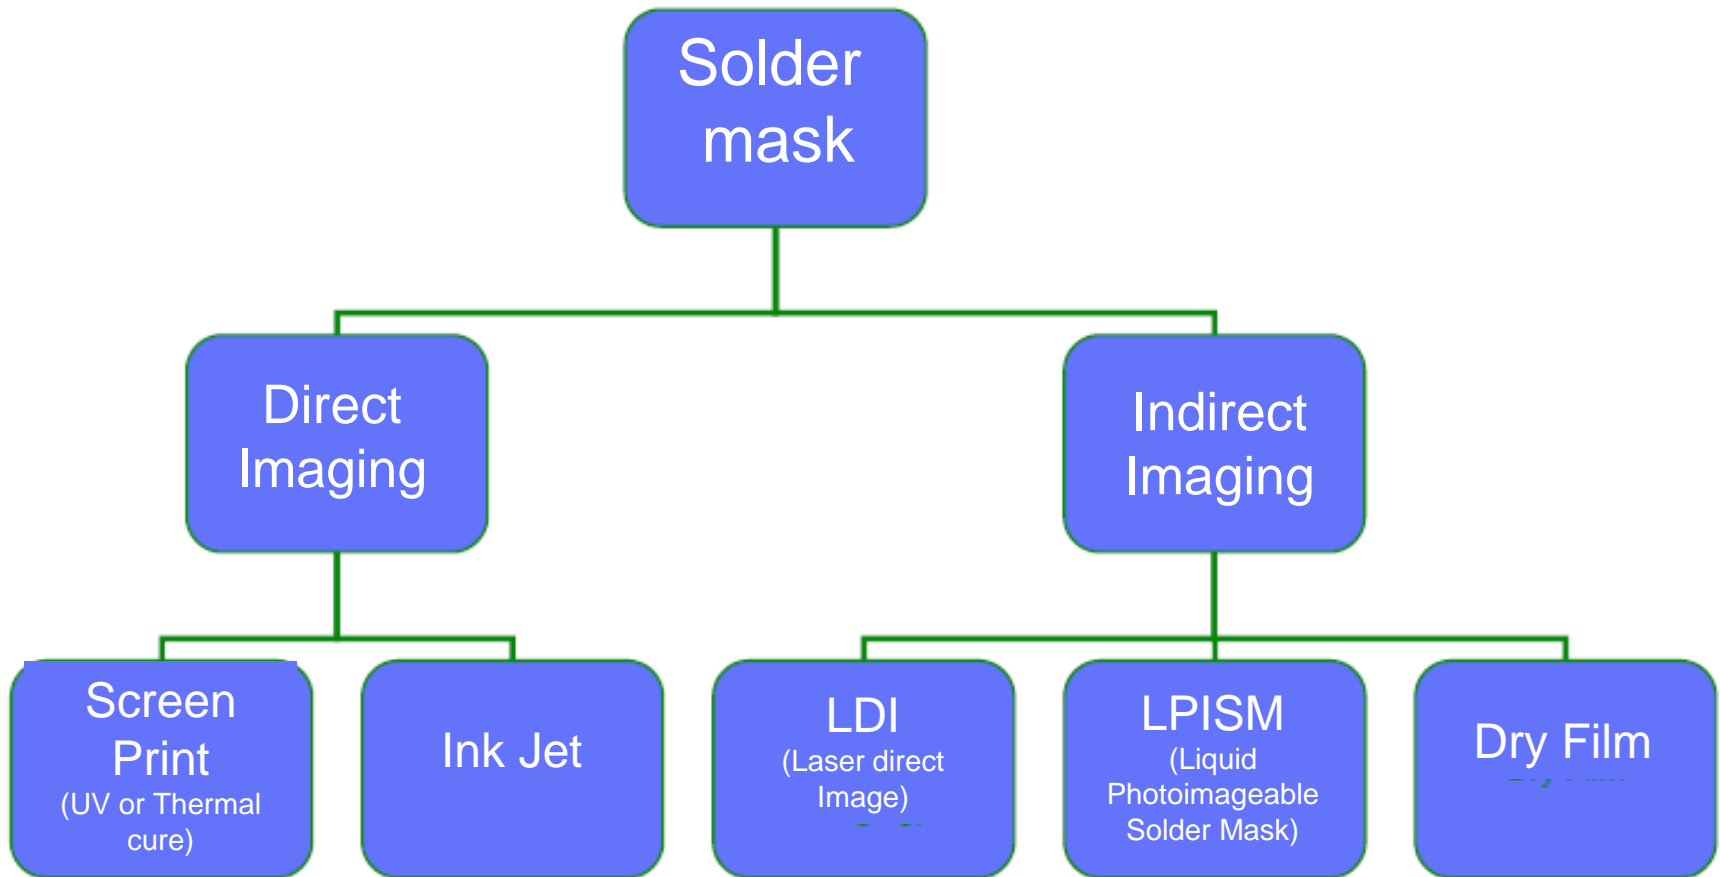 Solder
mask
Direct
Imaging
Indirect
Imaging
Screen
Print
(UV or Thermal
cure)
Ink Jet
LDI
(Laser direct
Image)
LPISM
(Liquid
Photoimageable
Solder Mask)
Dry Film